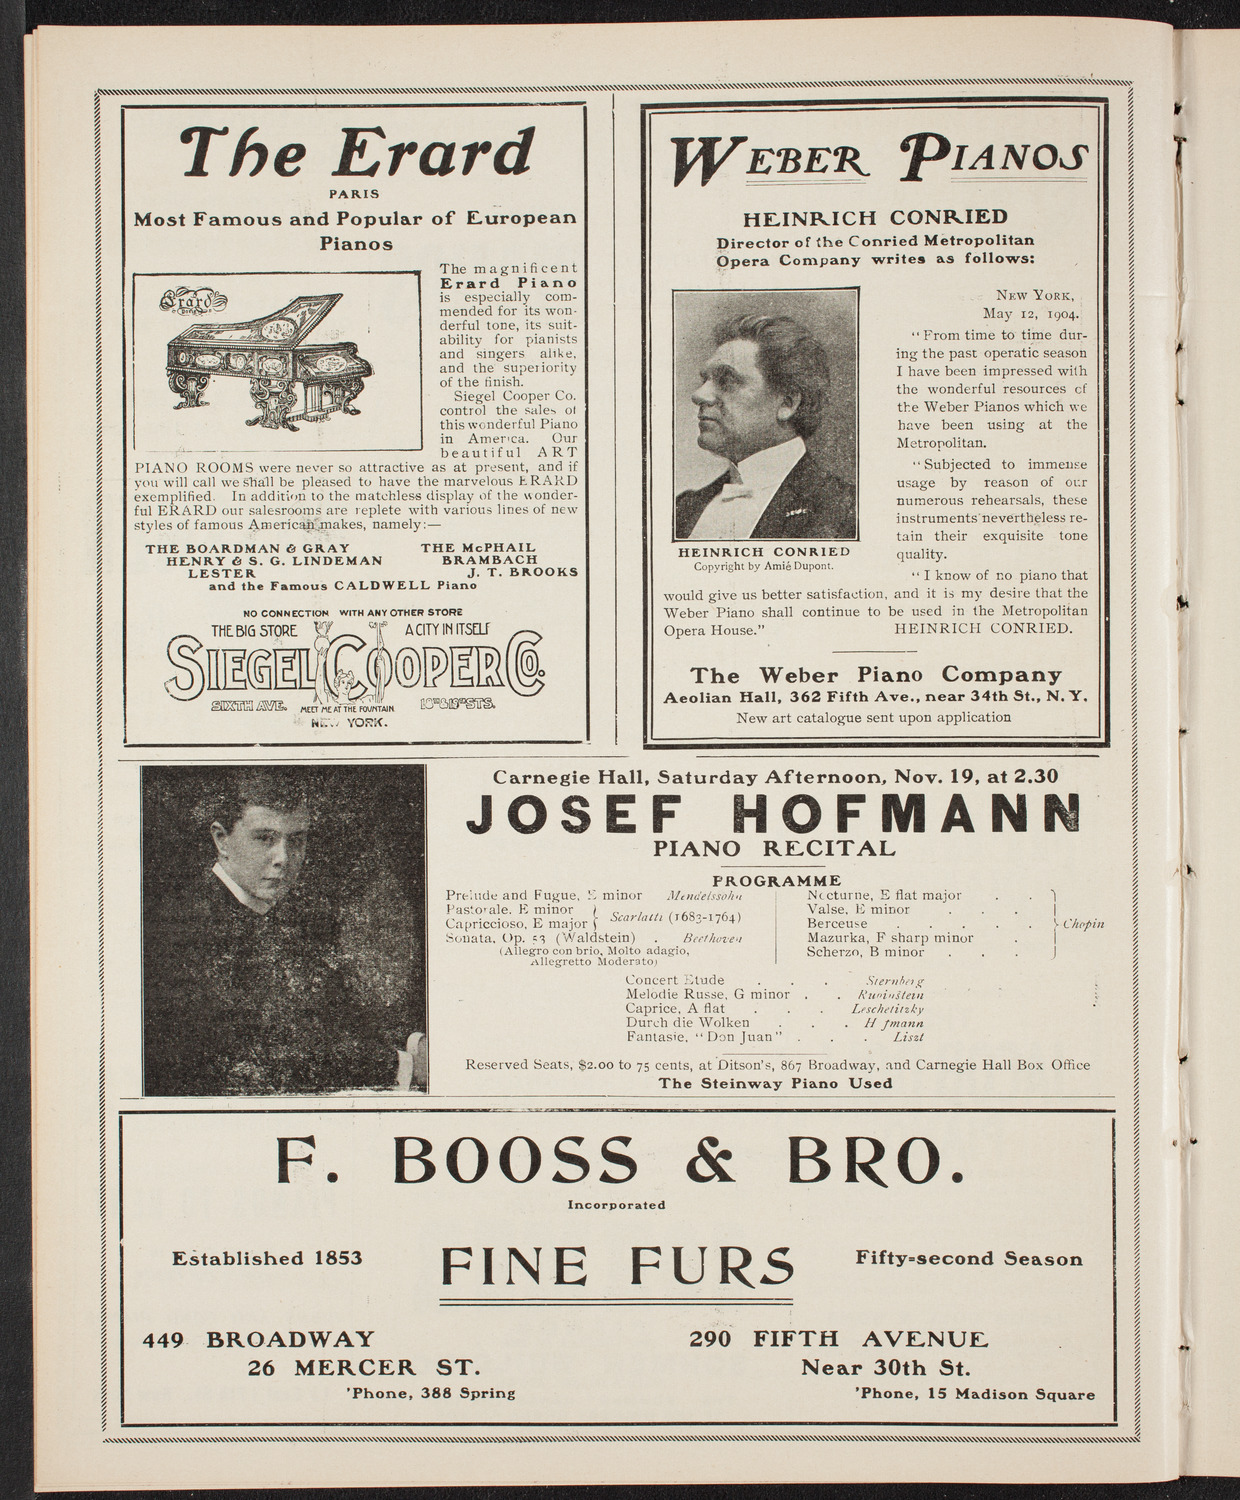 The Erard
PARIS
Most Famous and Popular of European
Pianos
Erard
The magnificent
Erard Piano
is especially com-
mended for its won-
derful tone, its suit-
ability for pianists
and singers alike,
and the superiority
of the finish.
Siegel Cooper Co.
control the sales of
this wonderful Piano
in America. Our
beautiful ART
PIANO ROOMS were never so attractive as at present, and if
you will call we shall be pleased to have the marvelous ERARD
exemplified. In addition to the matchless display of the wonder-
ful ERARD our salesrooms are replete with various lines of new
styles of famous American makes, namely:—
THE BOARDMAN & GRAY THE McPHAIL
HENRY & S. G. LINDEMAN BRAMBACH
LESTER J. T. BROOKS
and the Famous CALDWELL Piano
NO CONNECTION WITH ANY OTHER STORE
THE BIG STORE A CITY IN ITSELF
SIEGEL COOPER CO.
SIXTH AVE. MEET ME AT THE FOUNTAIN 18TH & 19TH STS.
NEW YORK.
WEBER PIANOS
HEINRICH CONRIED
Director of the Conried Metropolitan
Opera Company writes as follows:
NEW YORK,
May 12, 1904.
"From time to time dur-
ing the past operatic season
I have been impressed with
the wonderful resources of
the Weber Pianos which we
have been using at the
Metropolitan.
"Subjected to immense
usage by reason of our
numerous rehearsals, these
instruments nevertheless re-
tain their exquisite tone
quality.
"I know of no piano that
HEINRICH CONRIED
Copyright by Amié Dupont.
would give us better satisfaction, and it is my desire that the
Weber Piano shall continue to be used in the Metropolitan
Opera House." HEINRICH CONRIED.
The Weber Piano Company
Aeolian Hall, 362 Fifth Ave., near 34th St., N. Y.
New art catalogue sent upon application
Carnegie Hall, Saturday Afternoon, Nov. 19, at 2.30
JOSEF HOFMANN
PIANO RECITAL
PROGRAMME
Prelude and Fugue, E minor Mendelssohn
Pastorale, E minor
Capriccioso, E major Scarlatti (1683-1764)
Sonata, Op. 53 (Waldstein) . Beethoven
(Allegro con brio, Molto adagio,
Allegretto Moderato)
Nocturne, E flat major . .
Valse, E minor . . .
Berceuse . . . . . Chopin
Mazurka, F sharp minor .
Scherzo, B minor . . .
Concert Etude . . . Sternberg
Melodie Russe, G minor . . Rubinstein
Caprice, A flat . . . Leschetitzky
Durch die Wolken . . . Hofmann
Fantasie, "Don Juan" . . . Liszt
Reserved Seats, $2.00 to 75 cents, at Ditson's, 867 Broadway, and Carnegie Hall Box Office
The Steinway Piano Used
F. BOOSS & BRO.
Incorporated
Established 1853 FINE FURS Fifty-second Season
449 BROADWAY
26 MERCER ST.
'Phone, 388 Spring
290 FIFTH AVENUE
Near 30th St.
'Phone, 15 Madison Square